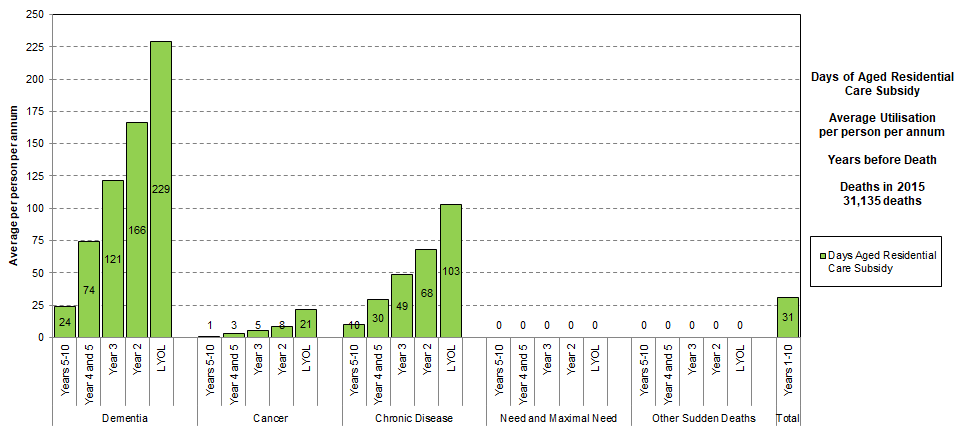 250
225
200
175
150
125
100
75
50
25
0
Average per person per annum
24
74
121
166
229
1
3
5
8
21
10
30
49
68
103
0
0
0
0
0
0
0
0
0
0
31
Years 5-10
Year 4 and 5
Year 3
Year 2
LYOL
Years 5-10
Year 4 and 5
Year 3
Year 2
LYOL
Years 5-10
Year 4 and 5
Year 3
Year 2
LYOL
Years 5-10
Year 4 and 5
Year 3
Year 2
LYOL
Years 5-10
Year 4 and 5
Year 3
Year 2
LYOL
Years 1-10
Dementia
Cancer
Chronic Disease
Need and Maximal Need
Other Sudden Deaths
Total
Days of Aged Residential
Care Subsidy
Average Utilisation
per person per annum
Years before Death
Deaths in 2015
31,135 deaths
Days Aged Residential
Care Subsidy